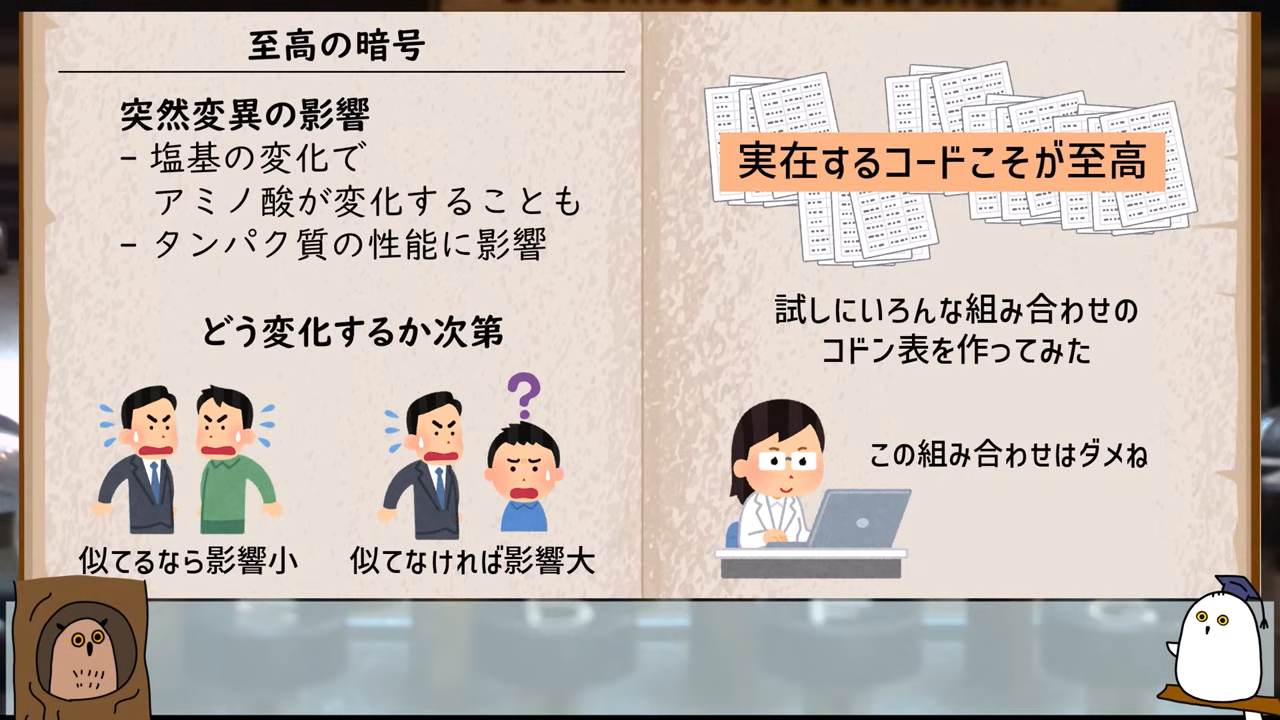 至高の暗号
突然変異の影響
- 塩基の変化で
アミノ酸が変化することも
- タンパク質の性能に影響
どう変化するか次第
?
似てるなら影響小
似てなければ影響大
実在するコードこそが至高
試しにいろんな組み合わせの
コドン表を作ってみた
この組み合わせはダメね